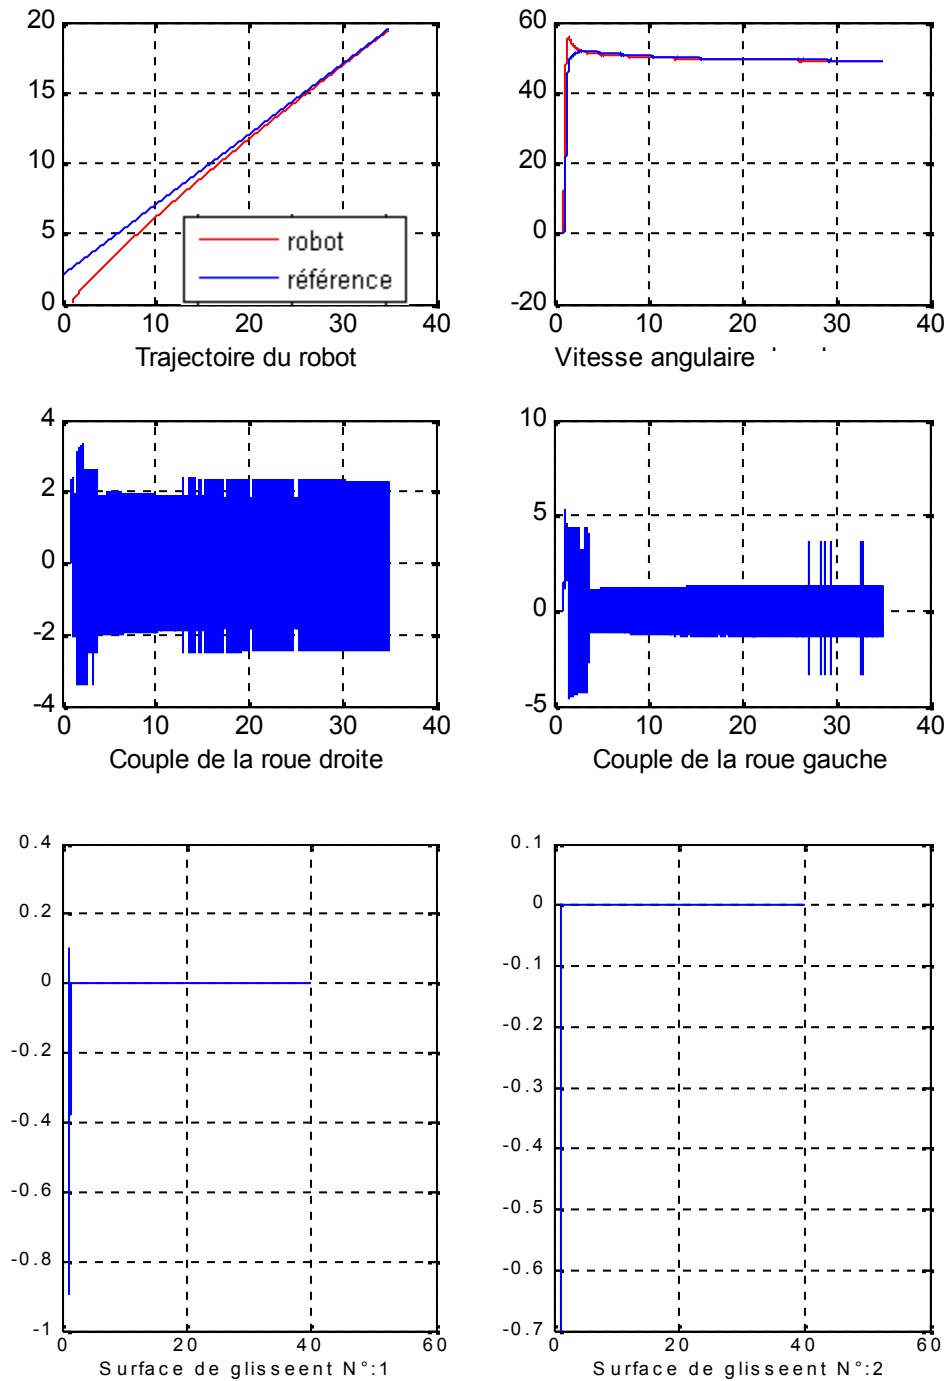 20
15
10
5
0
0 10 20 30 40
robot
référence
Trajectoire du robot
60
40
20
0
-20
0 10 20 30 40
Vitesse angulaire
4
2
0
-2
-4
0 10 20 30 40
Couple de la roue droite
10
5
0
-5
0 10 20 30 40
Couple de la roue gauche
0.4
0.2
0
-0.2
-0.4
-0.6
-0.8
-1
0 20 40 60
Surface de glisseent N°:1
0.1
0
-0.1
-0.2
-0.3
-0.4
-0.5
-0.6
-0.7
0 20 40 60
Surface de glisseent N°:2